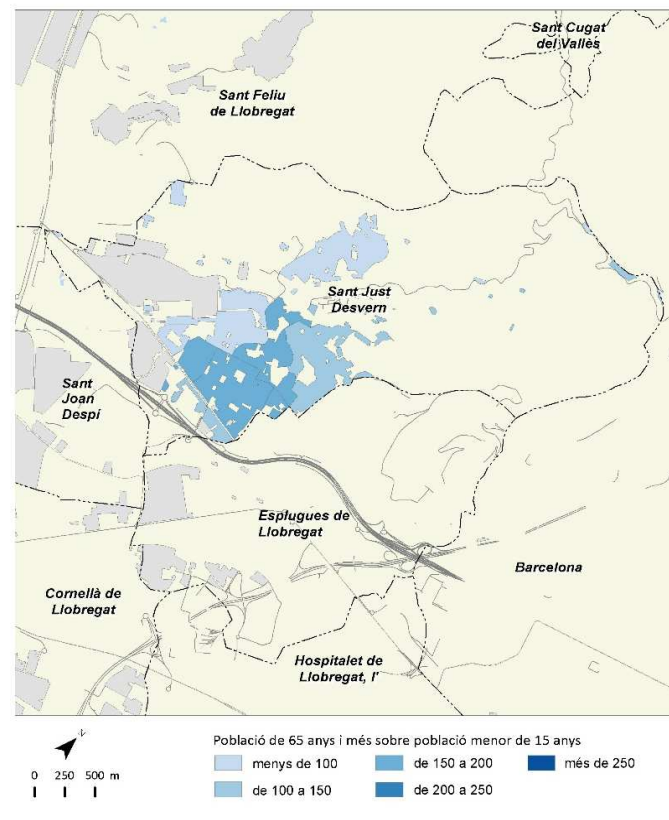 Sant Cugat
del Vallès
Sant Feliu
de Llobregat
Sant Just
Desvern
Sant
Joan
Despí
Esplugues de
Llobregat
Barcelona
Cornellà de
Llobregat
Hospitalet de
Llobregat, l'
N
0 250 500 m
Població de 65 anys i més sobre població menor de 15 anys
menys de 100
de 150 a 200
més de 250
de 100 a 150
de 200 a 250